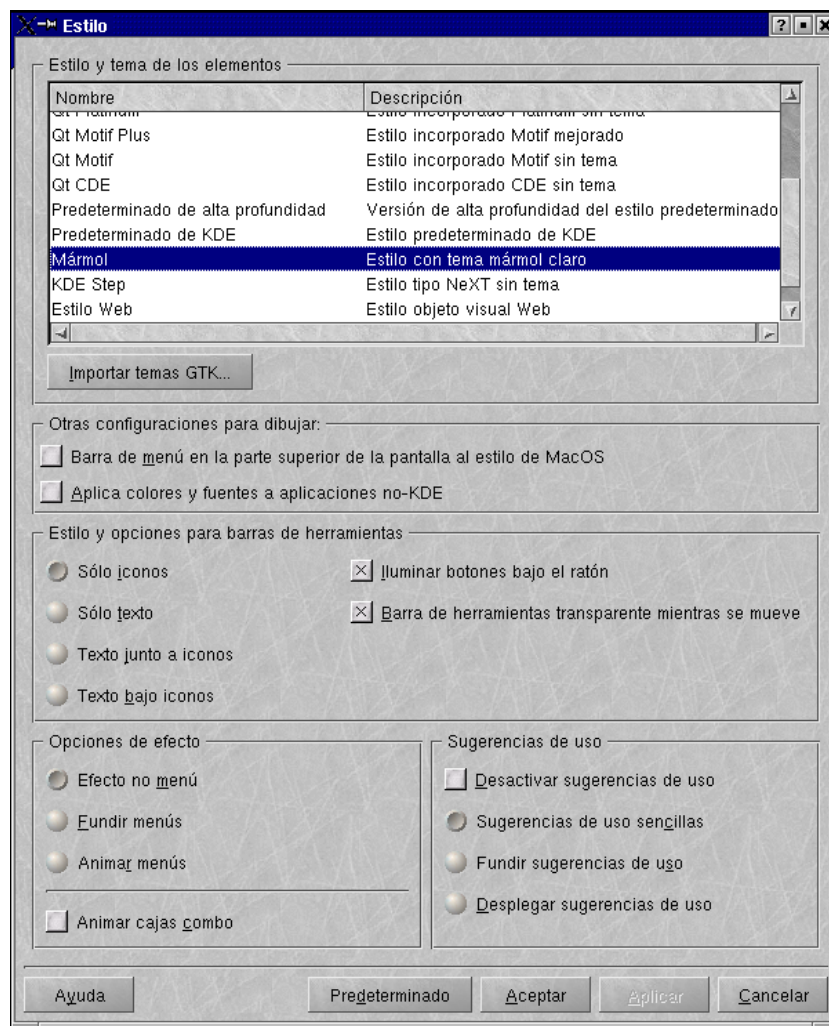 Estilo
Estilo y tema de los elementos
Nombre Descripción
Qt Platinum Estilo incorporado Platinum sin tema
Qt Motif Plus Estilo incorporado Motif mejorado
Qt Motif Estilo incorporado Motif sin tema
Qt CDE Estilo incorporado CDE sin tema
Predeterminado de alta profundidad Versión de alta profundidad del estilo predeterminado
Predeterminado de KDE Estilo predeterminado de KDE
Mármol Estilo con tema mármol claro
KDE Step Estilo tipo NeXT sin tema
Estilo Web Estilo objeto visual Web
Importar temas GTK...
Otras configuraciones para dibujar:
Barra de menú en la parte superior de la pantalla al estilo de MacOS
Aplica colores y fuentes a aplicaciones no-KDE
Estilo y opciones para barras de herramientas
Sólo iconos
Iluminar botones bajo el ratón
Sólo texto
Barra de herramientas transparente mientras se mueve
Texto junto a iconos
Texto bajo iconos
Opciones de efecto
Efecto no menú
Fundir menús
Animar menús
Animar cajas combo
Sugerencias de uso
Desactivar sugerencias de uso
Sugerencias de uso sencillas
Fundir sugerencias de uso
Desplegar sugerencias de uso
Ayuda Predeterminado Aceptar Aplicar Cancelar